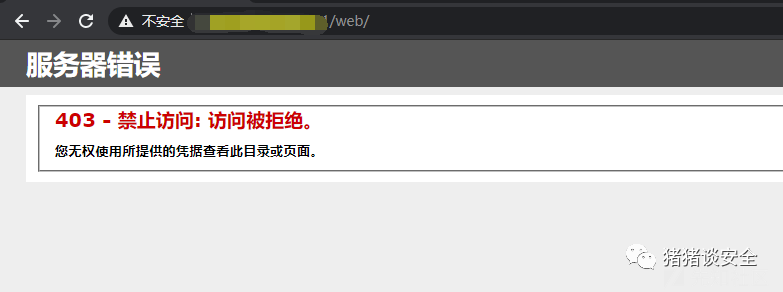 不安全 /web/
服务器错误
403 - 禁止访问: 访问被拒绝。
您无权使用所提供的凭据查看此目录或页面。
猪猪谈安全